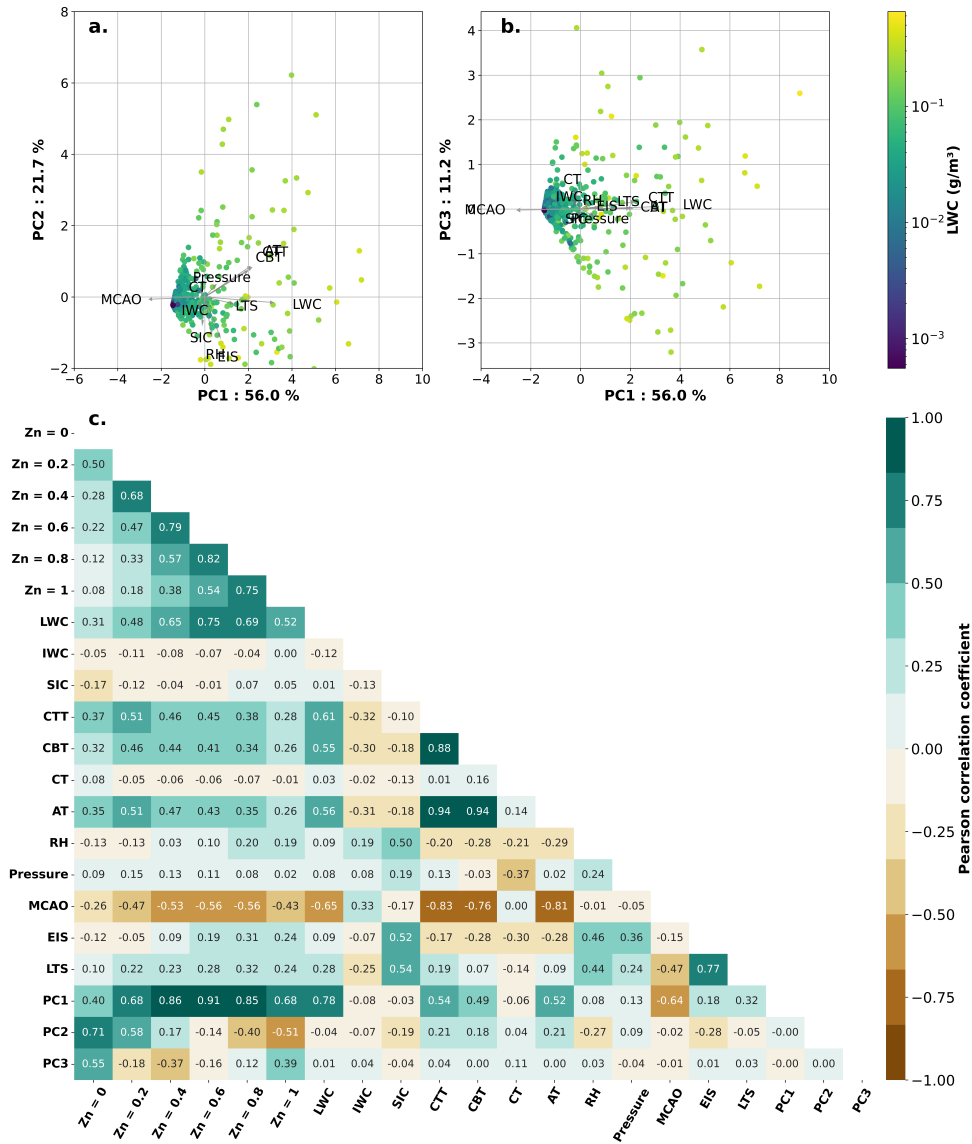 a.
b.
8
6
4
2
0
−2
PC2 : 21.7 %
−6
−4
−2
0
2
4
6
8
10
PC1 : 56.0 %
MCAO
CT
IWC
SIC
RH
EIS
LTS
LWC
Pressure
CBT
AT
CTT
4
3
2
1
0
−1
−2
−3
PC3 : 11.2 %
−4
−2
0
2
4
6
8
10
PC1 : 56.0 %
MCAO
CT
IWC
RH
EIS
LTS
CTT
CBT
AT
LWC
SIC
Pressure
10⁻¹
10⁻²
10⁻³
LWC (g/m³)
c.
Zn = 0
Zn = 0.2 0.50
Zn = 0.4 0.28 0.68
Zn = 0.6 0.22 0.47 0.79
Zn = 0.8 0.12 0.33 0.57 0.82
Zn = 1 0.08 0.18 0.38 0.54 0.75
LWC 0.31 0.48 0.65 0.75 0.69 0.52
IWC -0.05 -0.11 -0.08 -0.07 -0.04 0.00 -0.12
SIC -0.17 -0.12 -0.04 -0.01 0.07 0.05 0.01 -0.13
CTT 0.37 0.51 0.46 0.45 0.38 0.28 0.61 -0.32 -0.10
CBT 0.32 0.46 0.44 0.41 0.34 0.26 0.55 -0.30 -0.18 0.88
CT 0.08 -0.05 -0.06 -0.06 -0.07 -0.01 0.03 -0.02 -0.13 0.01 0.16
AT 0.35 0.51 0.47 0.43 0.35 0.26 0.56 -0.31 -0.18 0.94 0.94 0.14
RH -0.13 -0.13 0.03 0.10 0.20 0.19 0.09 0.19 0.50 -0.20 -0.28 -0.21 -0.29
Pressure 0.09 0.15 0.13 0.11 0.08 0.02 0.08 0.08 0.19 0.13 -0.03 -0.37 0.02 0.24
MCAO -0.26 -0.47 -0.53 -0.56 -0.56 -0.43 -0.65 0.33 -0.17 -0.83 -0.76 0.00 -0.81 -0.01 -0.05
EIS -0.12 -0.05 0.09 0.19 0.31 0.24 0.09 -0.07 0.52 -0.17 -0.28 -0.30 -0.28 0.46 0.36 -0.15
LTS 0.10 0.22 0.23 0.28 0.32 0.24 0.28 -0.25 0.54 0.19 0.07 -0.14 0.09 0.44 0.24 -0.47 0.77
PC1 0.40 0.68 0.86 0.91 0.85 0.68 0.78 -0.08 -0.03 0.54 0.49 -0.06 0.52 0.08 0.13 -0.64 0.18 0.32
PC2 0.71 0.58 0.17 -0.14 -0.40 -0.51 -0.04 -0.07 -0.19 0.21 0.18 0.04 0.21 -0.27 0.09 -0.02 -0.28 -0.05 -0.00
PC3 0.55 -0.18 -0.37 -0.16 0.12 0.39 0.01 0.04 -0.04 0.04 0.00 0.11 0.00 0.03 -0.04 -0.01 0.01 0.03 -0.00 0.00
Zn = 0 Zn = 0.2 Zn = 0.4 Zn = 0.6 Zn = 0.8 Zn = 1 LWC IWC SIC CTT CBT CT AT RH Pressure MCAO EIS LTS PC1 PC2 PC3
1.00
0.75
0.50
0.25
0.00
−0.25
−0.50
−0.75
−1.00
Pearson correlation coefficient